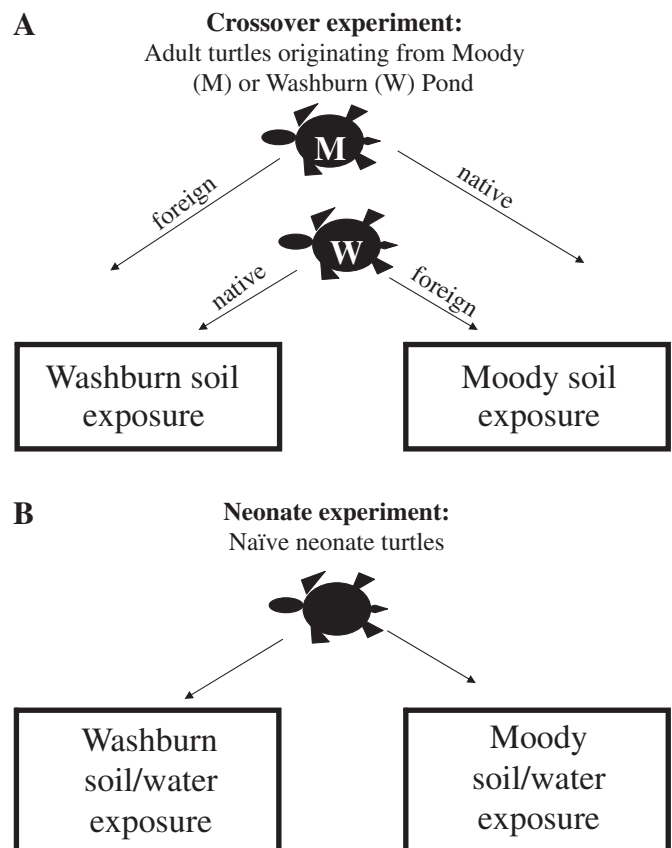 A
Crossover experiment:
Adult turtles originating from Moody
(M) or Washburn (W) Pond
M
foreign
native
W
native
foreign
Washburn soil
exposure
Moody soil
exposure
B
Neonate experiment:
Naïve neonate turtles
Washburn
soil/water
exposure
Moody
soil/water
exposure